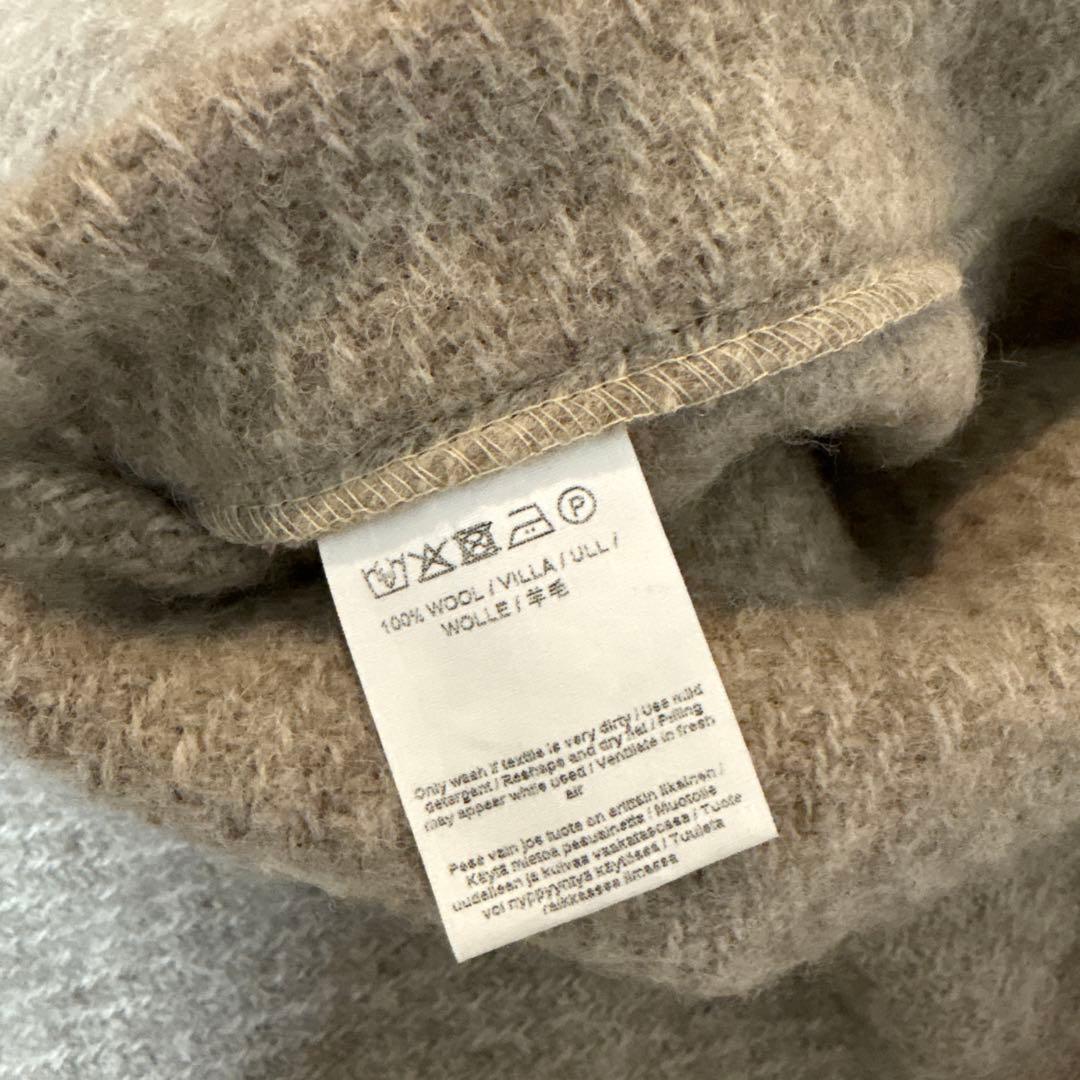 P
100% WOOL / VILLA / ULL /
WOLLE / 羊毛
Only wash if textile is very dirty / Use mild
detergent / Reshape and dry flat / Pilling
may appear while used / Ventilate in fresh
air
Pese vain jos tuote on erittäin likainen /
Käytä mietoa pesuainetta / Muotoile
uudelleen ja kuivaa vaakatasossa / Tuote
voi nyppyyntyä käytössä / Tuuleta
raikkaassa ilmassa